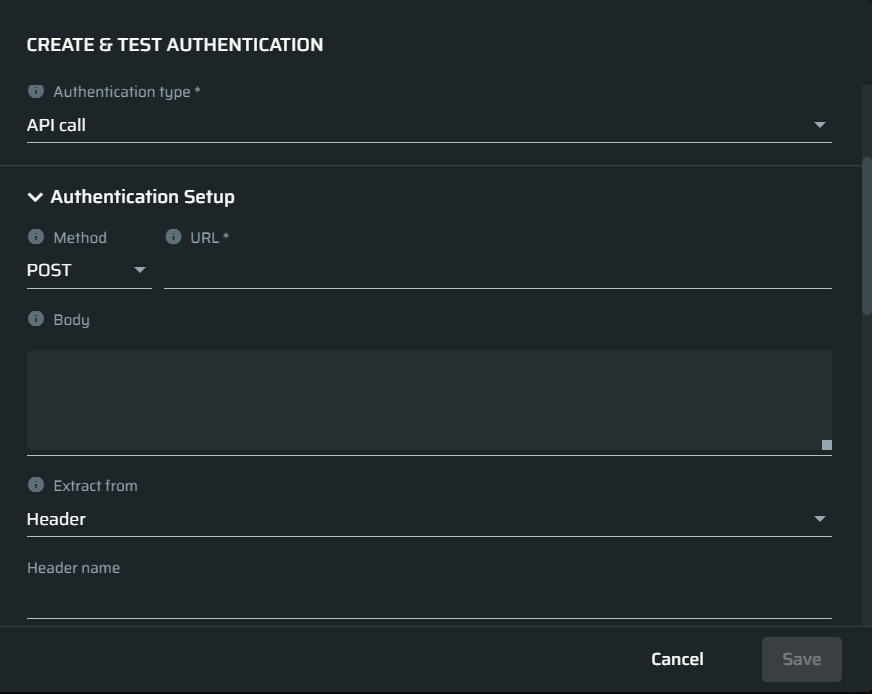 CREATE & TEST AUTHENTICATION
Authentication type *
API call
Authentication Setup
Method
URL *
POST
Body
Extract from
Header
Header name
Cancel
Save